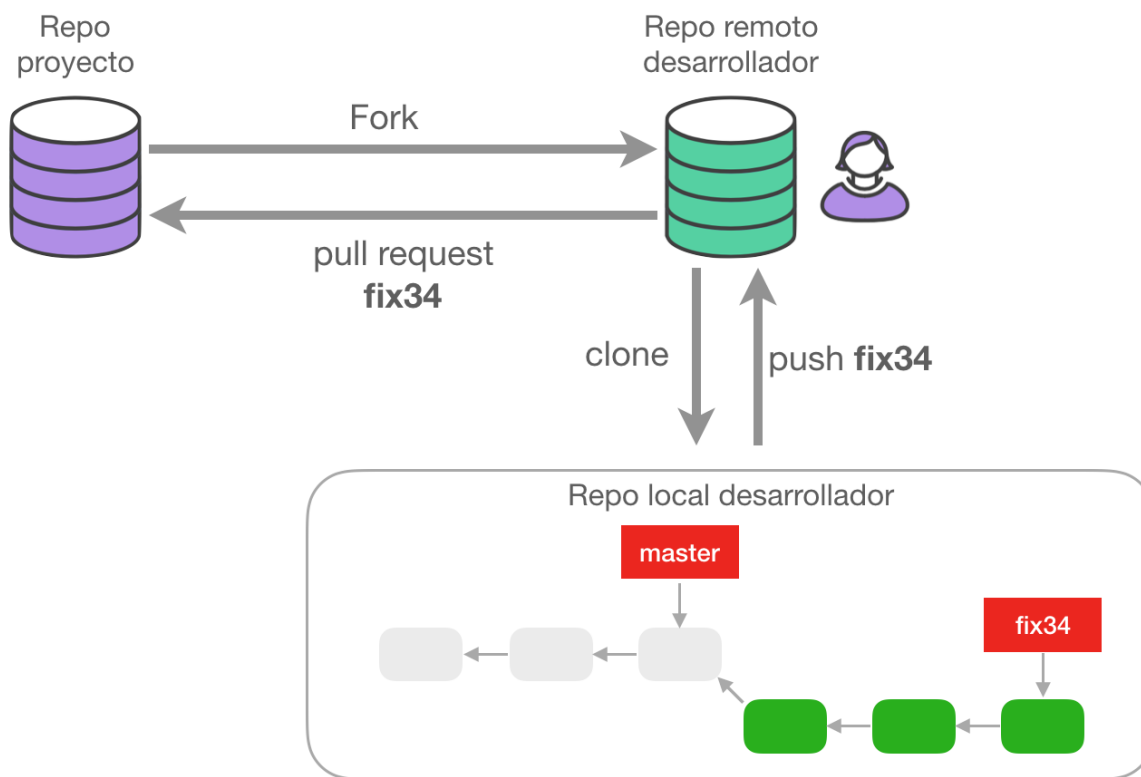 Repo
proyecto
Repo remoto
desarrollador
Fork
pull request
fix34
clone
push fix34
Repo local desarrollador
master
fix34